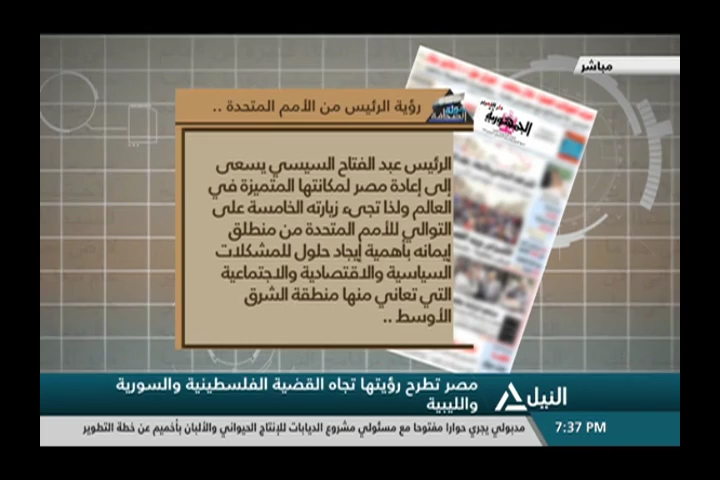 مباشر
الجمهورية
رؤية الرئيس من الأمم المتحدة ..
الصحافة
الرئيس عبد الفتاح السيسي يسعى
إلى إعادة مصر لمكانتها المتميزة في
العالم ولذا تجىء زيارته الخامسة على
التوالي للأمم المتحدة من منطلق
إيمانه بأهمية إيجاد حلول للمشكلات
السياسية والاقتصادية والاجتماعية
التي تعاني منها منطقة الشرق
الأوسط ..
مصر تطرح رؤيتها تجاه القضية الفلسطينية والسورية
والليبية
النيل
مدبولي يجري حوارا مفتوحا مع مسئولي مشروع الديابات للإنتاج الحيواني والألبان بأخميم عن خطة التطوير
7:37 PM